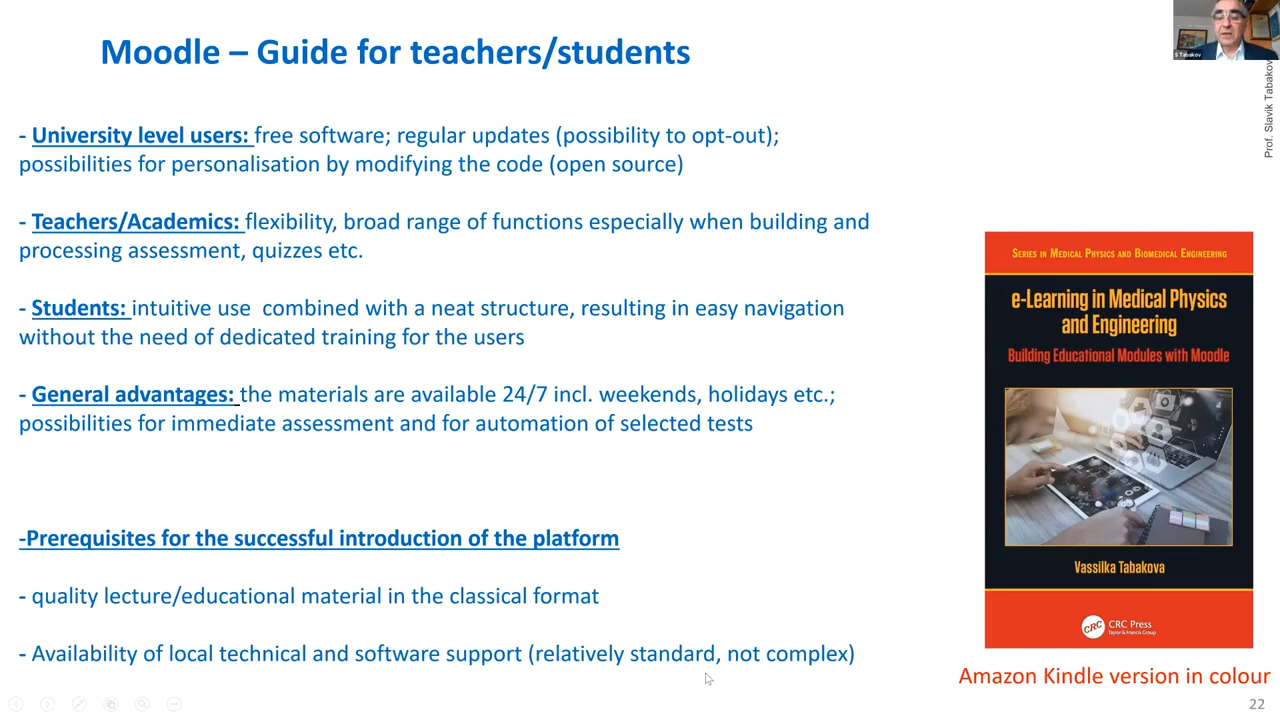 Moodle – Guide for teachers/students
- University level users: free software; regular updates (possibility to opt-out);
possibilities for personalisation by modifying the code (open source)
- Teachers/Academics: flexibility, broad range of functions especially when building and
processing assessment, quizzes etc.
- Students: intuitive use combined with a neat structure, resulting in easy navigation
without the need of dedicated training for the users
- General advantages: the materials are available 24/7 incl. weekends, holidays etc.;
possibilities for immediate assessment and for automation of selected tests
-Prerequisites for the successful introduction of the platform
- quality lecture/educational material in the classical format
- Availability of local technical and software support (relatively standard, not complex)
S Tabakov
Prof. Slavik Tabakov
Series in Medical Physics and Biomedical Engineering
e-Learning in Medical Physics
and Engineering
Building Educational Modules with Moodle
Vassilka Tabakova
CRC
CRC Press
Taylor & Francis Group
Amazon Kindle version in colour
22